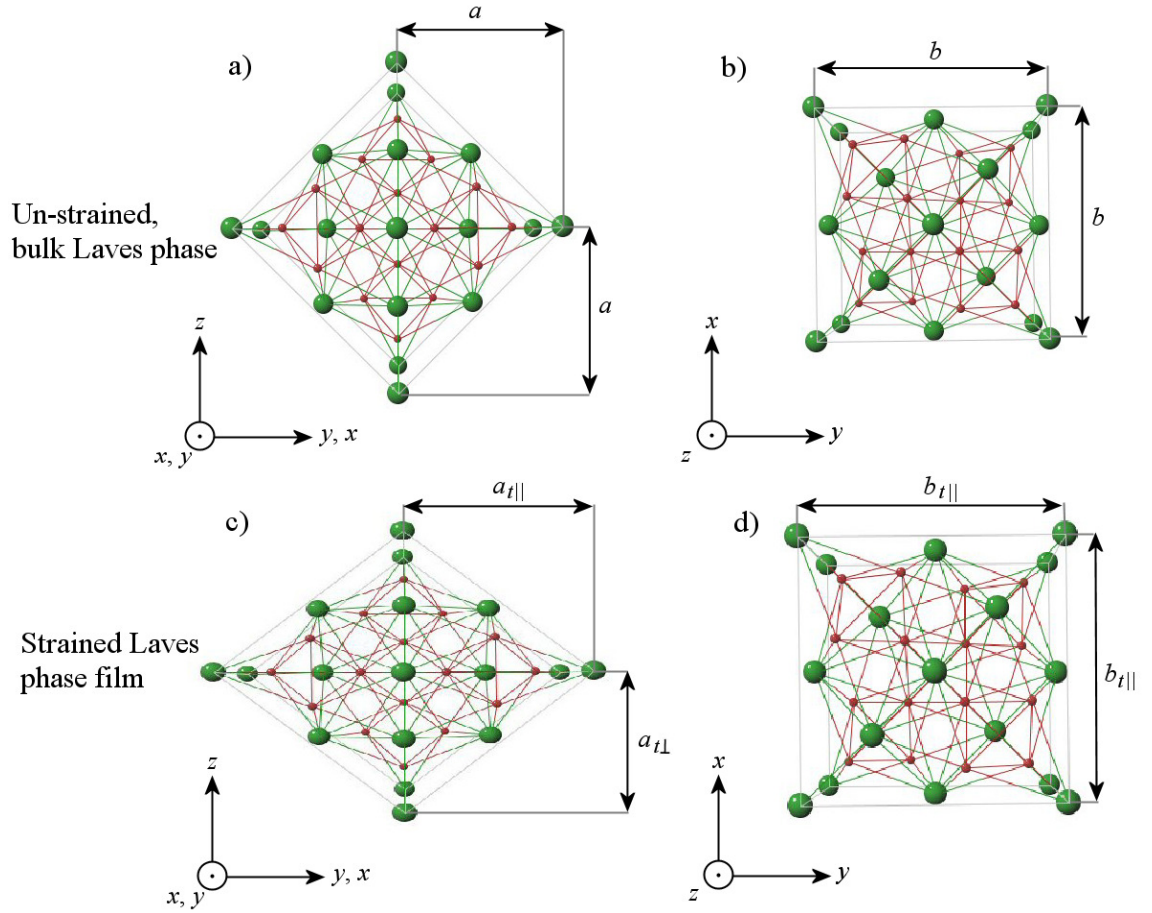 a)
a
a
Un-strained,
bulk Laves phase
z
y, x
x, y
b)
b
b
x
y
z
c)
a_{t||}
a_{t⊥}
Strained Laves
phase film
z
y, x
x, y
d)
b_{t||}
b_{t||}
x
y
z